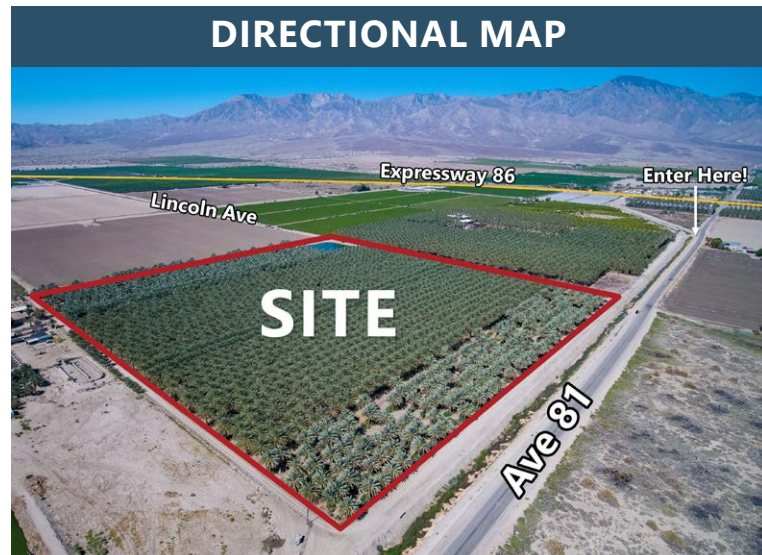 DIRECTIONAL MAP
Expressway 86
Enter Here!
Lincoln Ave
SITE
Ave 81